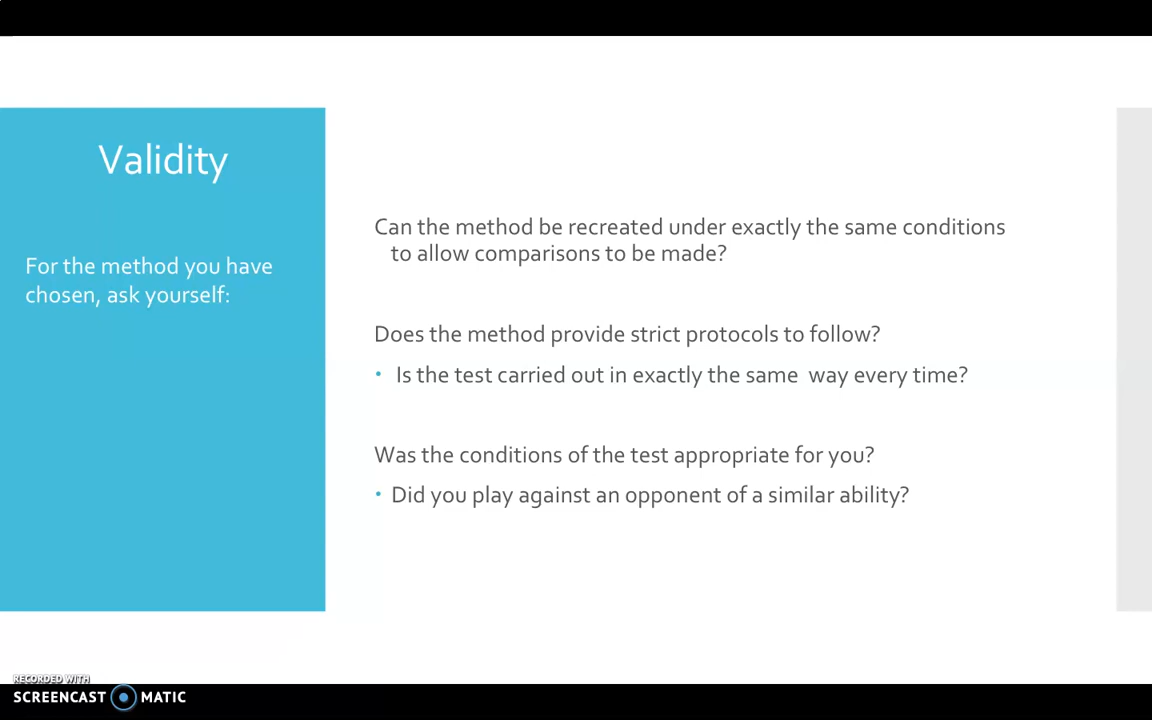 Validity
For the method you have
chosen, ask yourself:
Can the method be recreated under exactly the same conditions
to allow comparisons to be made?
Does the method provide strict protocols to follow?
• Is the test carried out in exactly the same way every time?
Was the conditions of the test appropriate for you?
• Did you play against an opponent of a similar ability?
RECORDED WITH
SCREENCAST MATIC